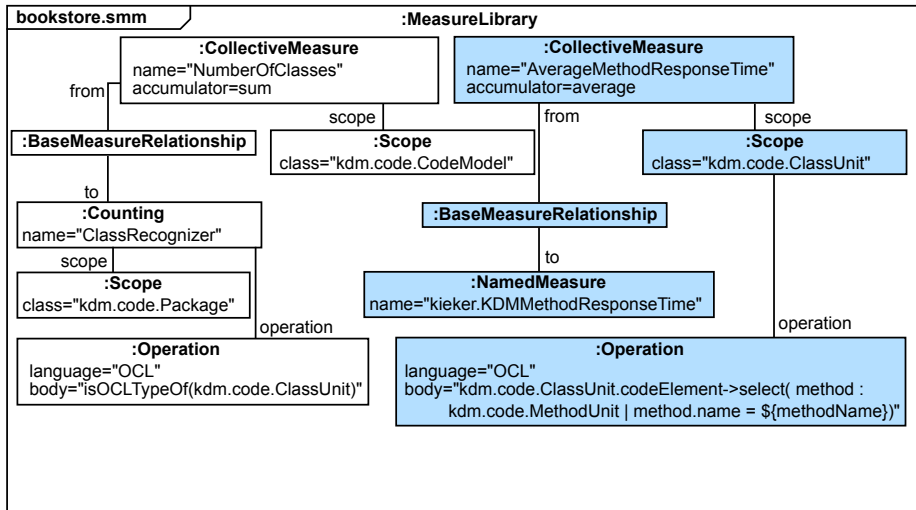 bookstore.smm
:MeasureLibrary
:CollectiveMeasure
name="NumberOfClasses"
accumulator=sum
:CollectiveMeasure
name="AverageMethodResponseTime"
accumulator=average
from
scope
from
scope
:BaseMeasureRelationship
:Scope
class="kdm.code.CodeModel"
:Scope
class="kdm.code.ClassUnit"
to
:Counting
name="ClassRecognizer"
:BaseMeasureRelationship
scope
to
:Scope
class="kdm.code.Package"
:NamedMeasure
name="kieker.KDMMethodResponseTime"
operation
operation
:Operation
language="OCL"
body="isOCLTypeOf(kdm.code.ClassUnit)"
:Operation
language="OCL"
body="kdm.code.ClassUnit.codeElement->select( method :
kdm.code.MethodUnit | method.name = ${methodName})"